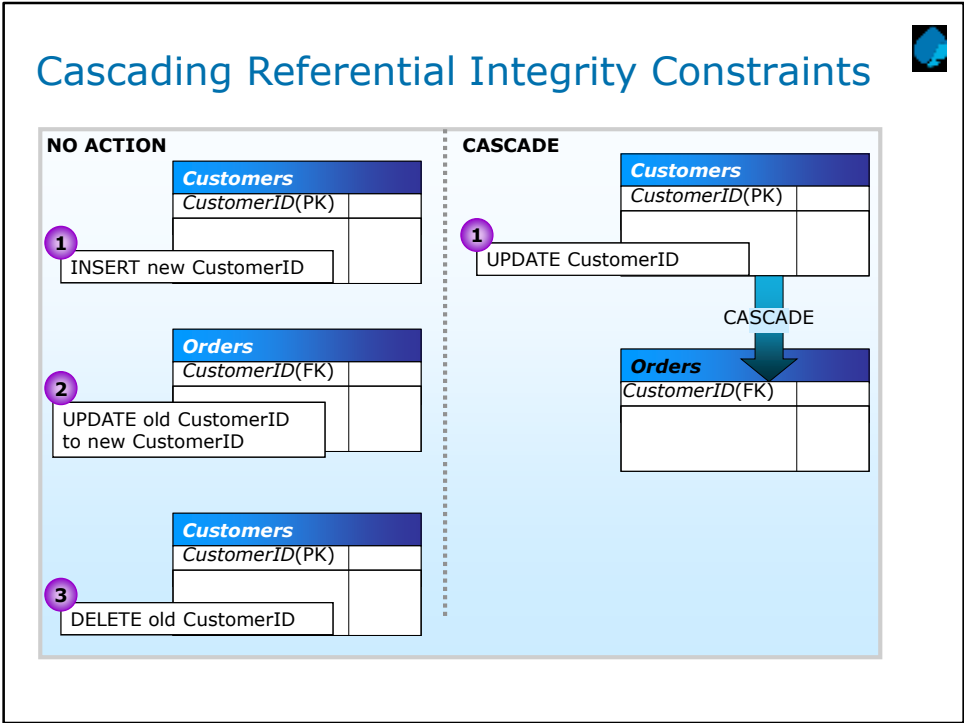 Cascading Referential Integrity Constraints
NO ACTION
Customers
CustomerID(PK)
1
INSERT new CustomerID
Orders
CustomerID(FK)
2
UPDATE old CustomerID
to new CustomerID
Customers
CustomerID(PK)
3
DELETE old CustomerID
CASCADE
Customers
CustomerID(PK)
1
UPDATE CustomerID
CASCADE
Orders
CustomerID(FK)